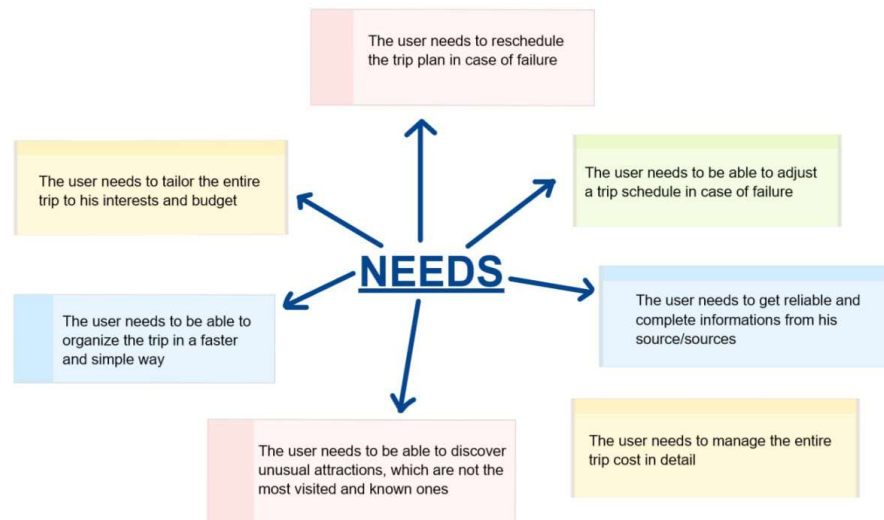 The user needs to reschedule
the trip plan in case of failure
The user needs to tailor the entire
trip to his interests and budget
The user needs to be able to adjust
a trip schedule in case of failure
NEEDS
The user needs to be able to
organize the trip in a faster
and simple way
The user needs to get reliable and
complete informations from his
source/sources
The user needs to be able to discover
unusual attractions, which are not the
most visited and known ones
The user needs to manage the entire
trip cost in detail